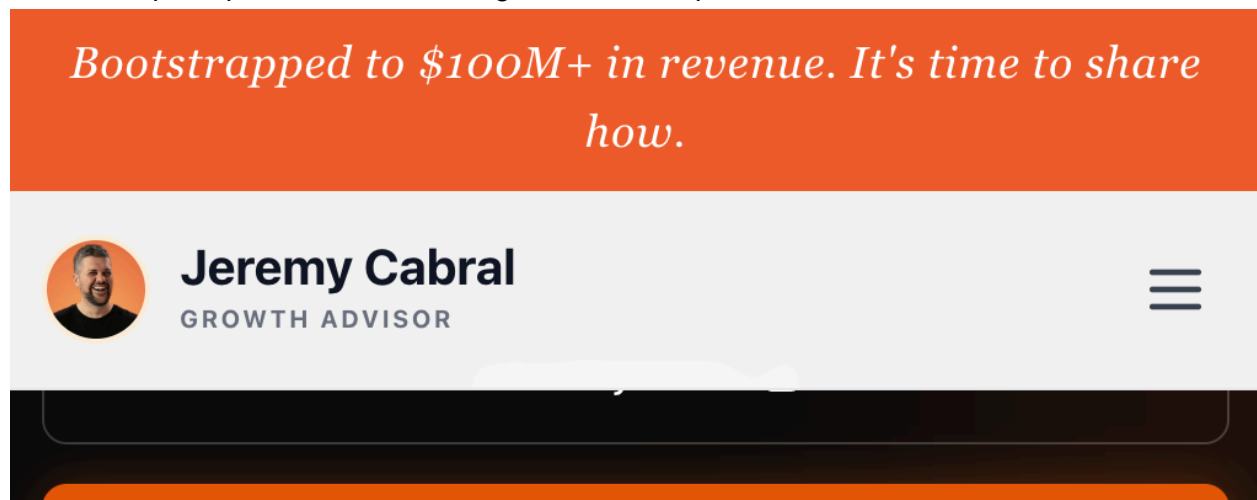 Bootstrapped to $100M+ in revenue. It's time to share
how.
Jeremy Cabral
GROWTH ADVISOR